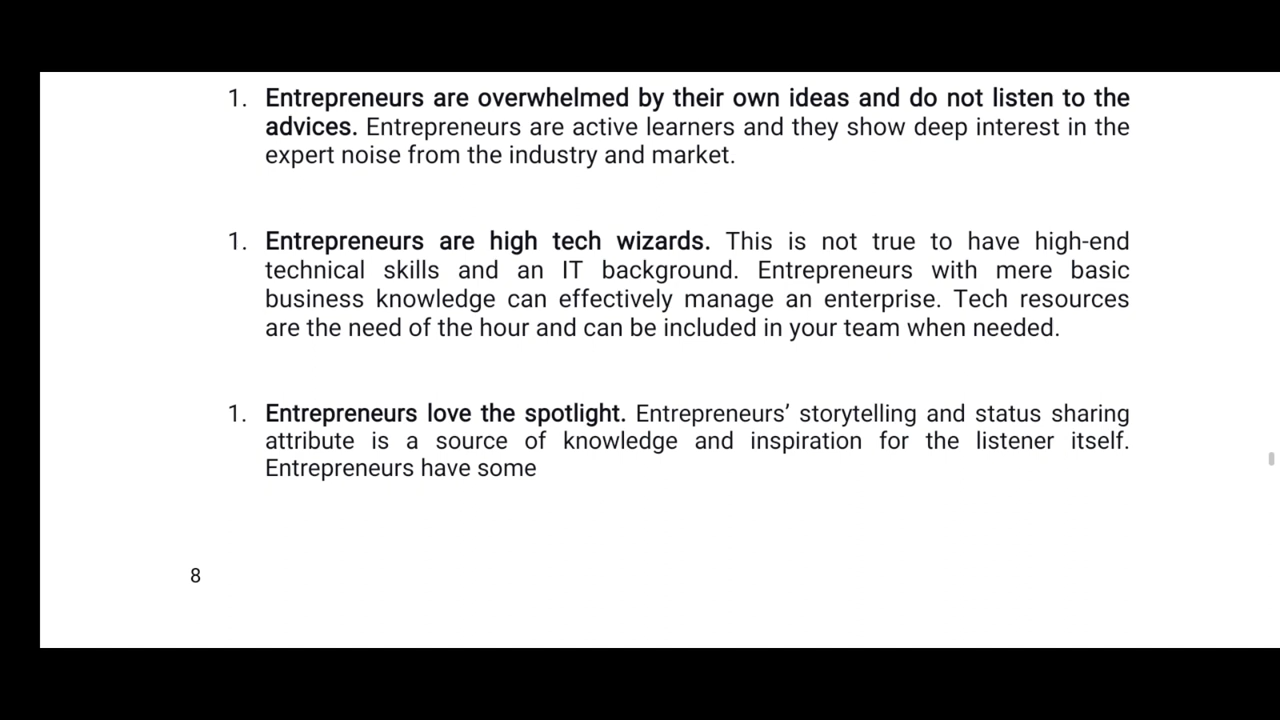 1. Entrepreneurs are overwhelmed by their own ideas and do not listen to the
advices. Entrepreneurs are active learners and they show deep interest in the
expert noise from the industry and market.
1. Entrepreneurs are high tech wizards. This is not true to have high-end
technical skills and an IT background. Entrepreneurs with mere basic
business knowledge can effectively manage an enterprise. Tech resources
are the need of the hour and can be included in your team when needed.
1. Entrepreneurs love the spotlight. Entrepreneurs’ storytelling and status sharing
attribute is a source of knowledge and inspiration for the listener itself.
Entrepreneurs have some
8